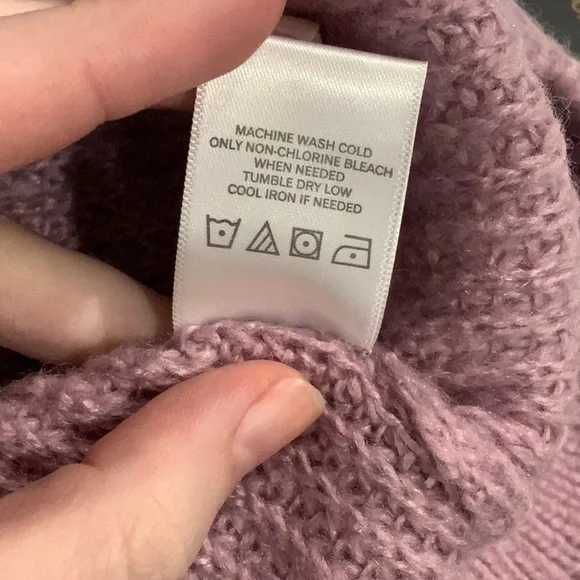 MACHINE WASH COLD
ONLY NON-CHLORINE BLEACH
WHEN NEEDED
TUMBLE DRY LOW
COOL IRON IF NEEDED